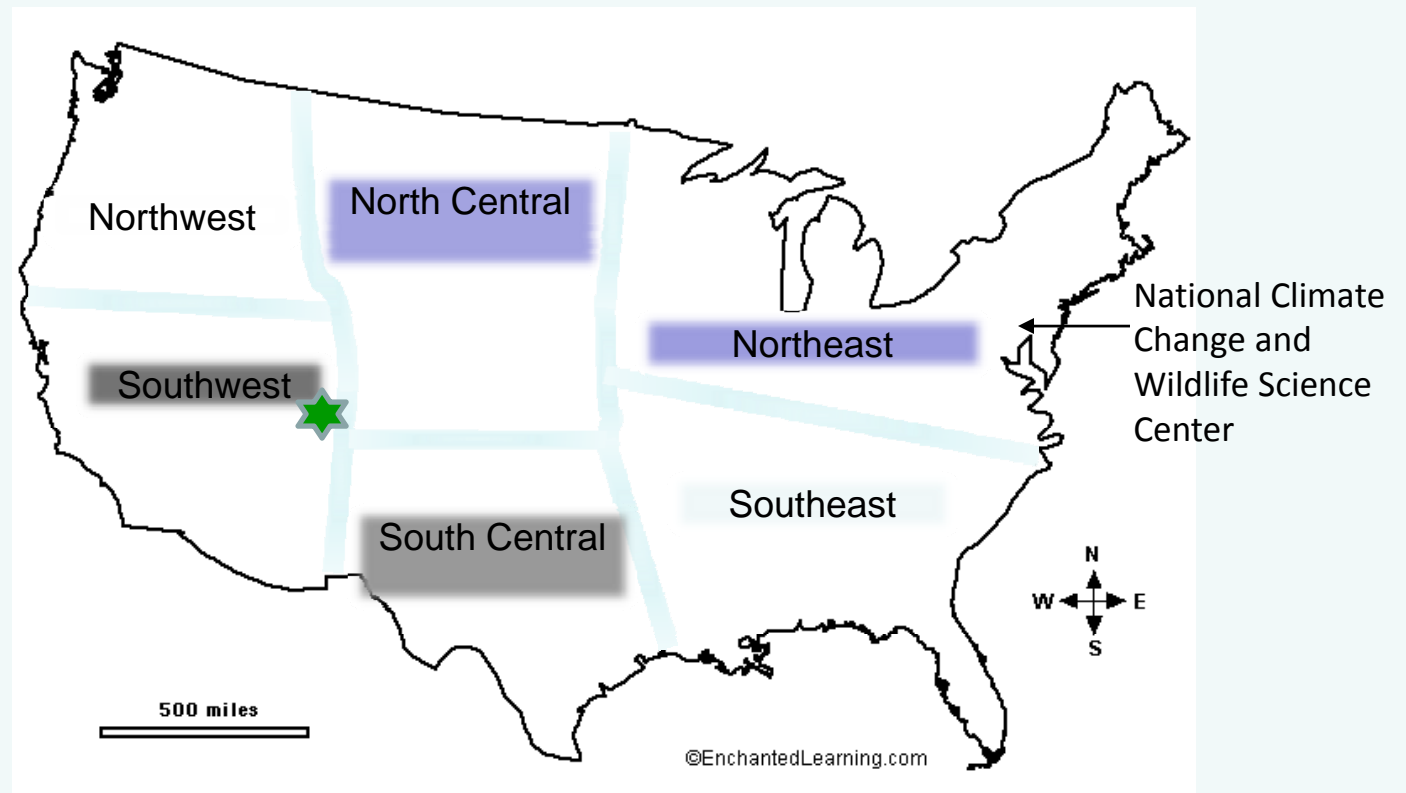 Northwest
North Central
National Climate
Change and
Wildlife Science
Center
Northeast
Southwest
Southeast
South Central
N
W E
S
500 miles
©EnchantedLearning.com